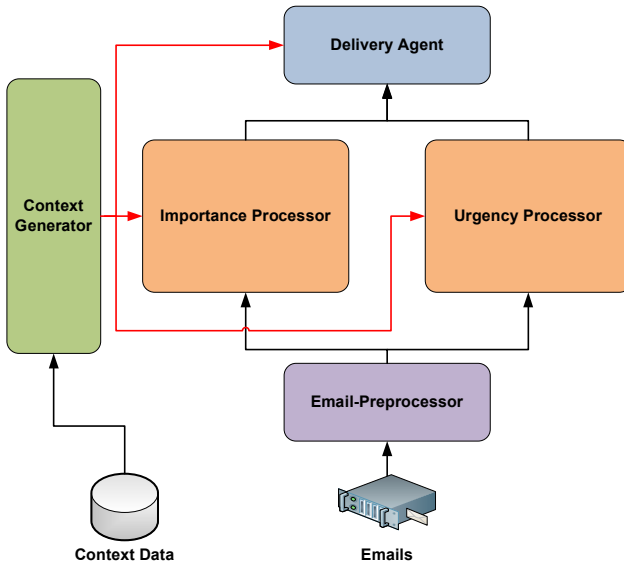 Delivery Agent
Context
Generator
Importance Processor
Urgency Processor
Email-Preprocessor
Context Data
Emails